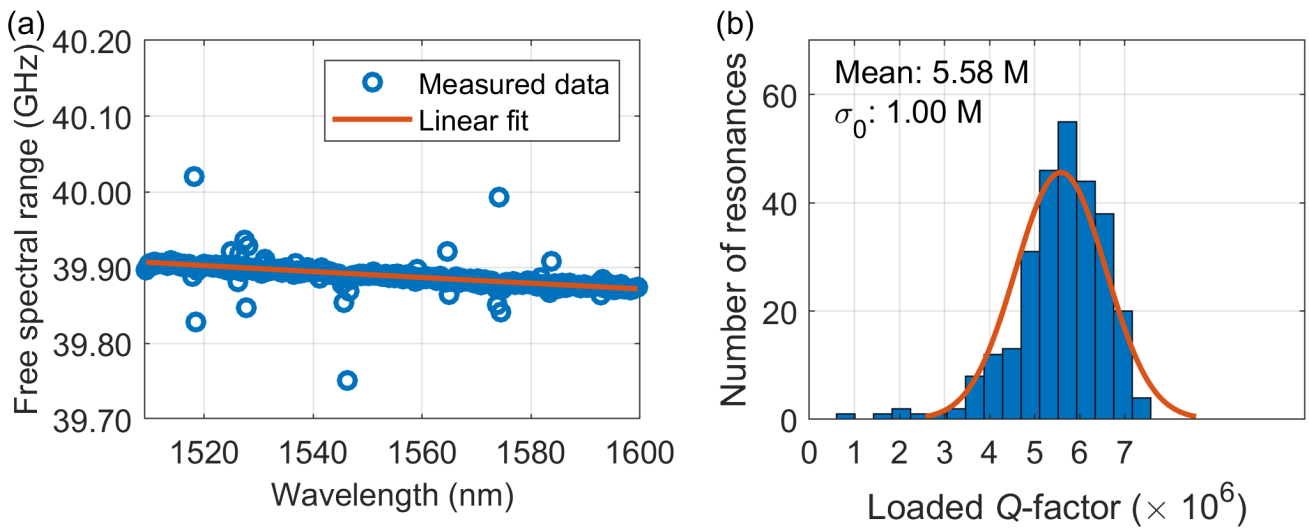 (a)
40.20
40.10
40.00
39.90
39.80
39.70
Free spectral range (GHz)
Measured data
Linear fit
1520 1540 1560 1580 1600
Wavelength (nm)
(b)
Mean: 5.58 M
σ₀: 1.00 M
60
40
20
0
Number of resonances
0 1 2 3 4 5 6 7
Loaded Q-factor (× 10⁶)